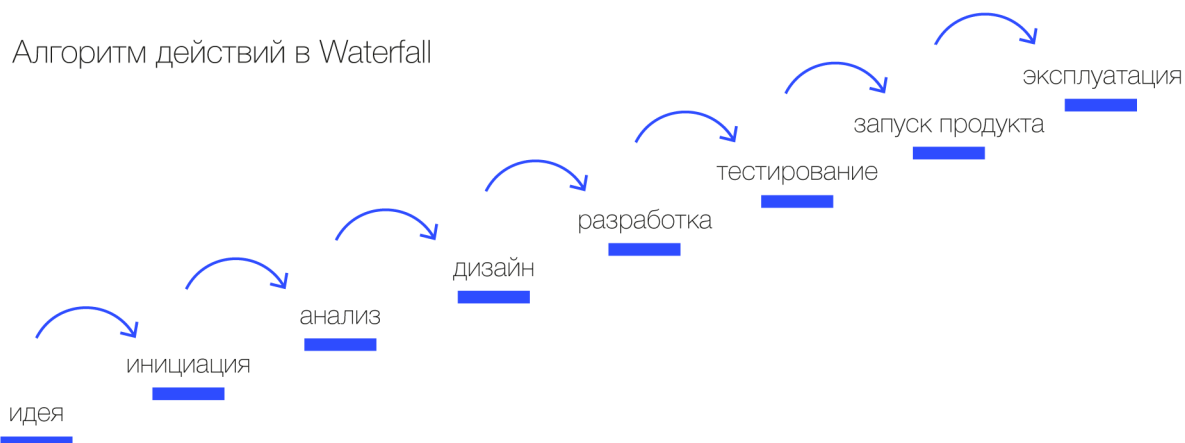 Алгоритм действий в Waterfall
идея
инициация
анализ
дизайн
разработка
тестирование
запуск продукта
эксплуатация